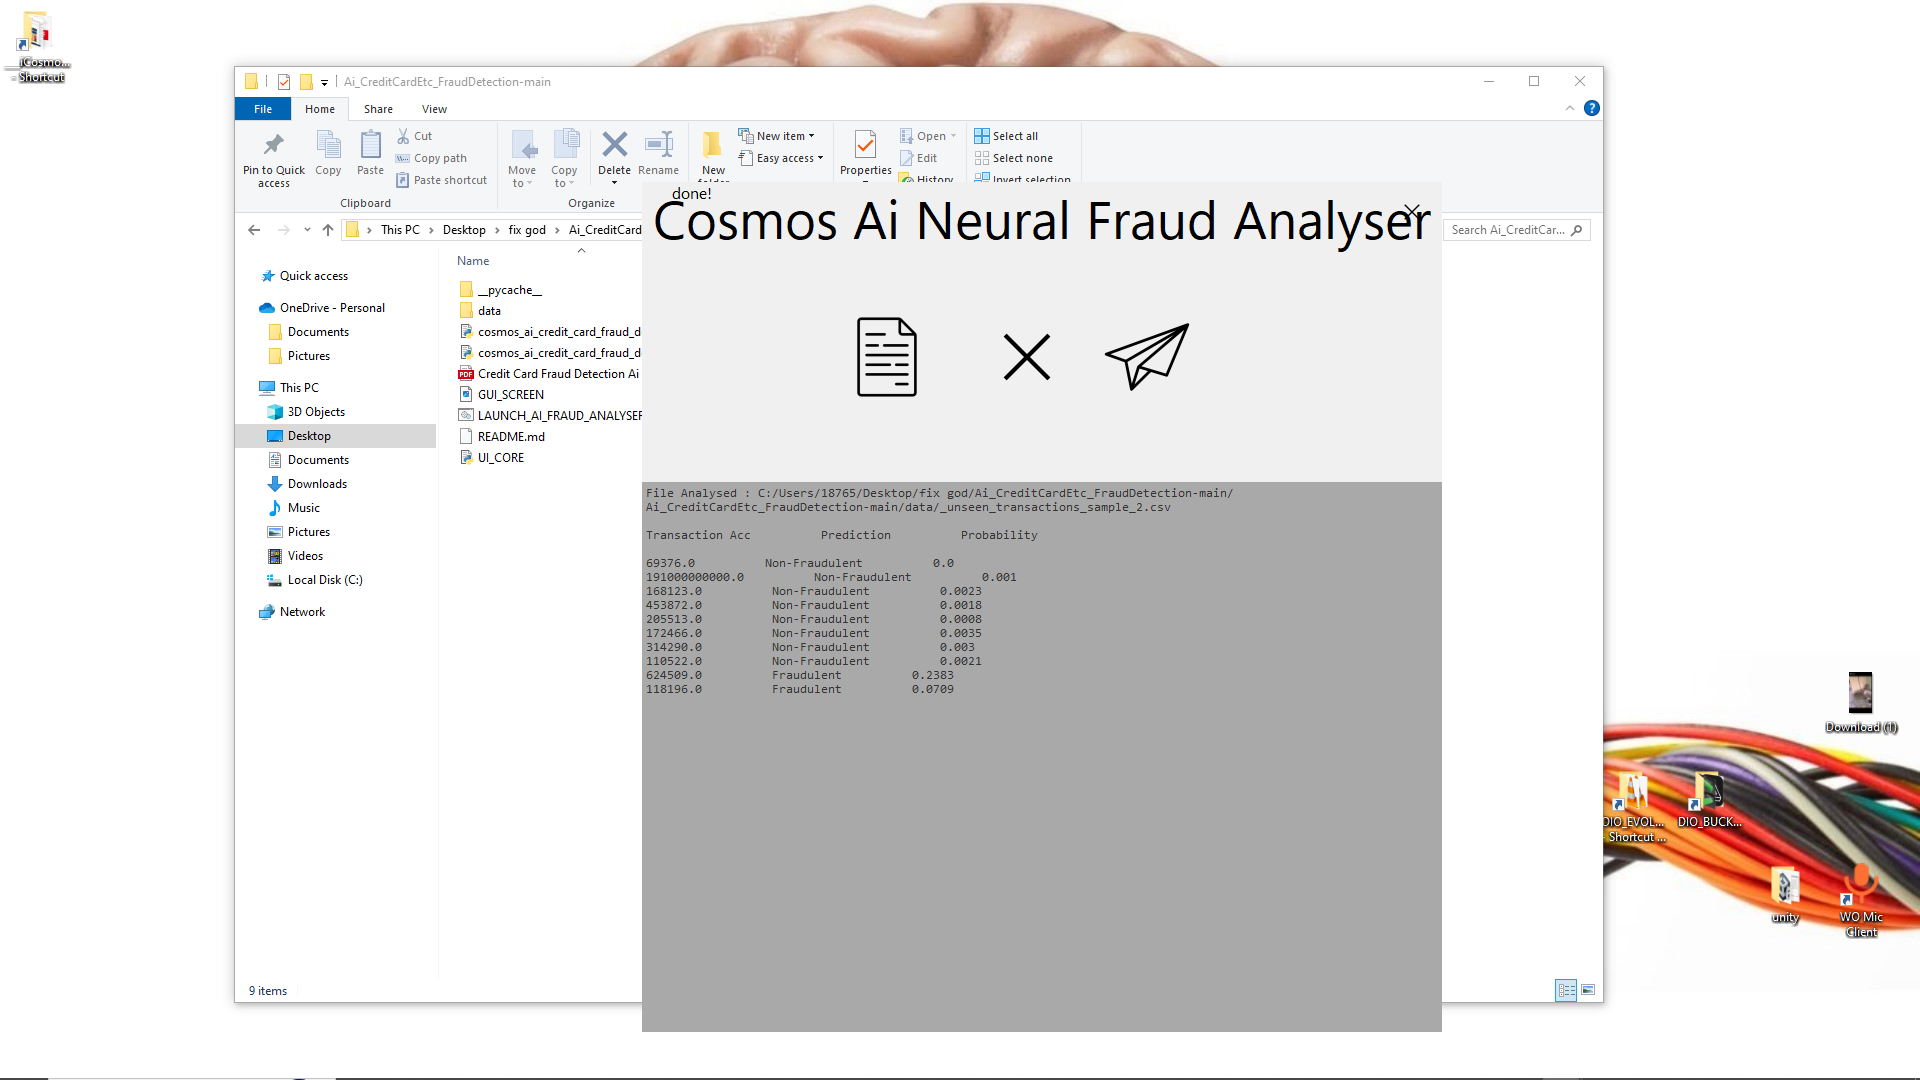 _iCosmo...
- Shortcut
Ai_CreditCardEtc_FraudDetection-main
File Home Share View
Pin to Quick access
Copy
Paste
Cut
Copy path
Paste shortcut
Clipboard
Move to
Copy to
Delete
Rename
Organize
New
New item
Easy access
Properties
Open
Edit
History
Select all
Select none
Invert selection
This PC > Desktop > fix god > Ai_CreditCard
Search Ai_CreditCar...
Quick access
OneDrive - Personal
Documents
Pictures
This PC
3D Objects
Desktop
Documents
Downloads
Music
Pictures
Videos
Local Disk (C:)
Network
Name
__pycache__
data
cosmos_ai_credit_card_fraud_d
cosmos_ai_credit_card_fraud_d
PDF Credit Card Fraud Detection Ai
GUI_SCREEN
LAUNCH_AI_FRAUD_ANALYSER
README.md
UI_CORE
9 items
done!
Cosmos Ai Neural Fraud Analyser
File Analysed : C:/Users/18765/Desktop/fix god/Ai_CreditCardEtc_FraudDetection-main/
Ai_CreditCardEtc_FraudDetection-main/data/_unseen_transactions_sample_2.csv
Transaction Acc Prediction Probability
69376.0 Non-Fraudulent 0.0
191000000000.0 Non-Fraudulent 0.001
168123.0 Non-Fraudulent 0.0023
453872.0 Non-Fraudulent 0.0018
205513.0 Non-Fraudulent 0.0008
172466.0 Non-Fraudulent 0.0035
314290.0 Non-Fraudulent 0.003
110522.0 Non-Fraudulent 0.0021
624509.0 Fraudulent 0.2383
118196.0 Fraudulent 0.0709
Download (1)
DIO_EVOL...
- Shortcut ...
DIO_BUCK...
unity
WO Mic
Client